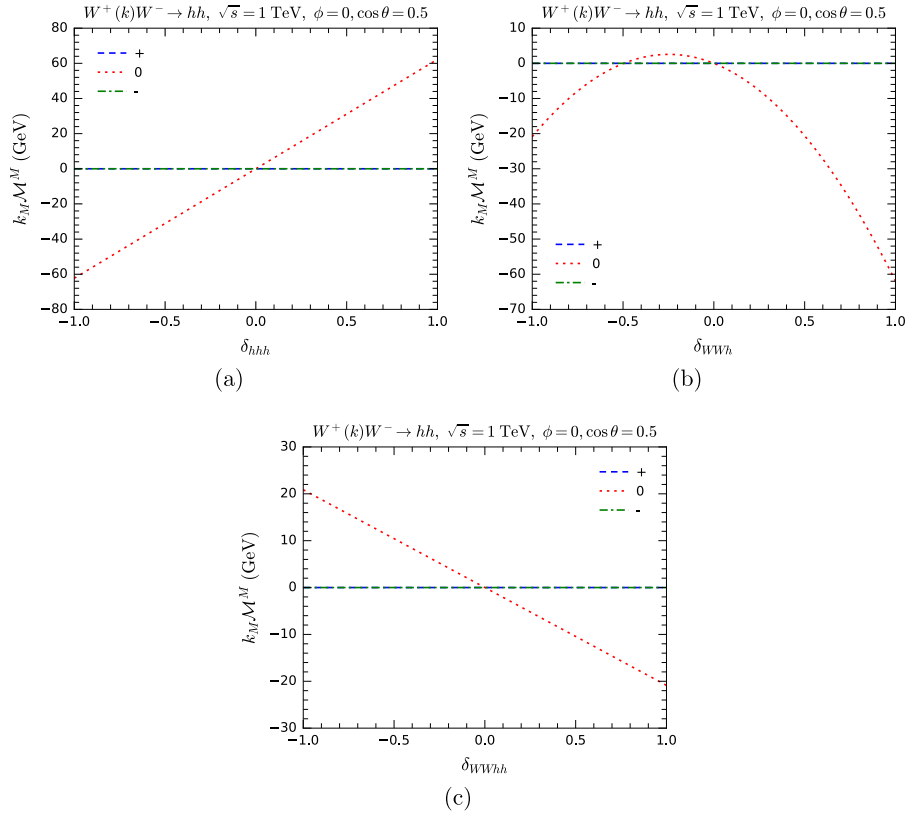 W⁺(k)W⁻ → hh, √s = 1 TeV, ϕ = 0, cos θ = 0.5
80
60
40
20
0
−20
−40
−60
−80
k_M ℳ^M (GeV)
+
0
-
−1.0 −0.5 0.0 0.5 1.0
δ_hhh
(a)
W⁺(k)W⁻ → hh, √s = 1 TeV, ϕ = 0, cos θ = 0.5
10
0
−10
−20
−30
−40
−50
−60
−70
k_M ℳ^M (GeV)
+
0
-
−1.0 −0.5 0.0 0.5 1.0
δ_WWh
(b)
W⁺(k)W⁻ → hh, √s = 1 TeV, ϕ = 0, cos θ = 0.5
30
20
10
0
−10
−20
−30
k_M ℳ^M (GeV)
+
0
-
−1.0 −0.5 0.0 0.5 1.0
δ_WWhh
(c)